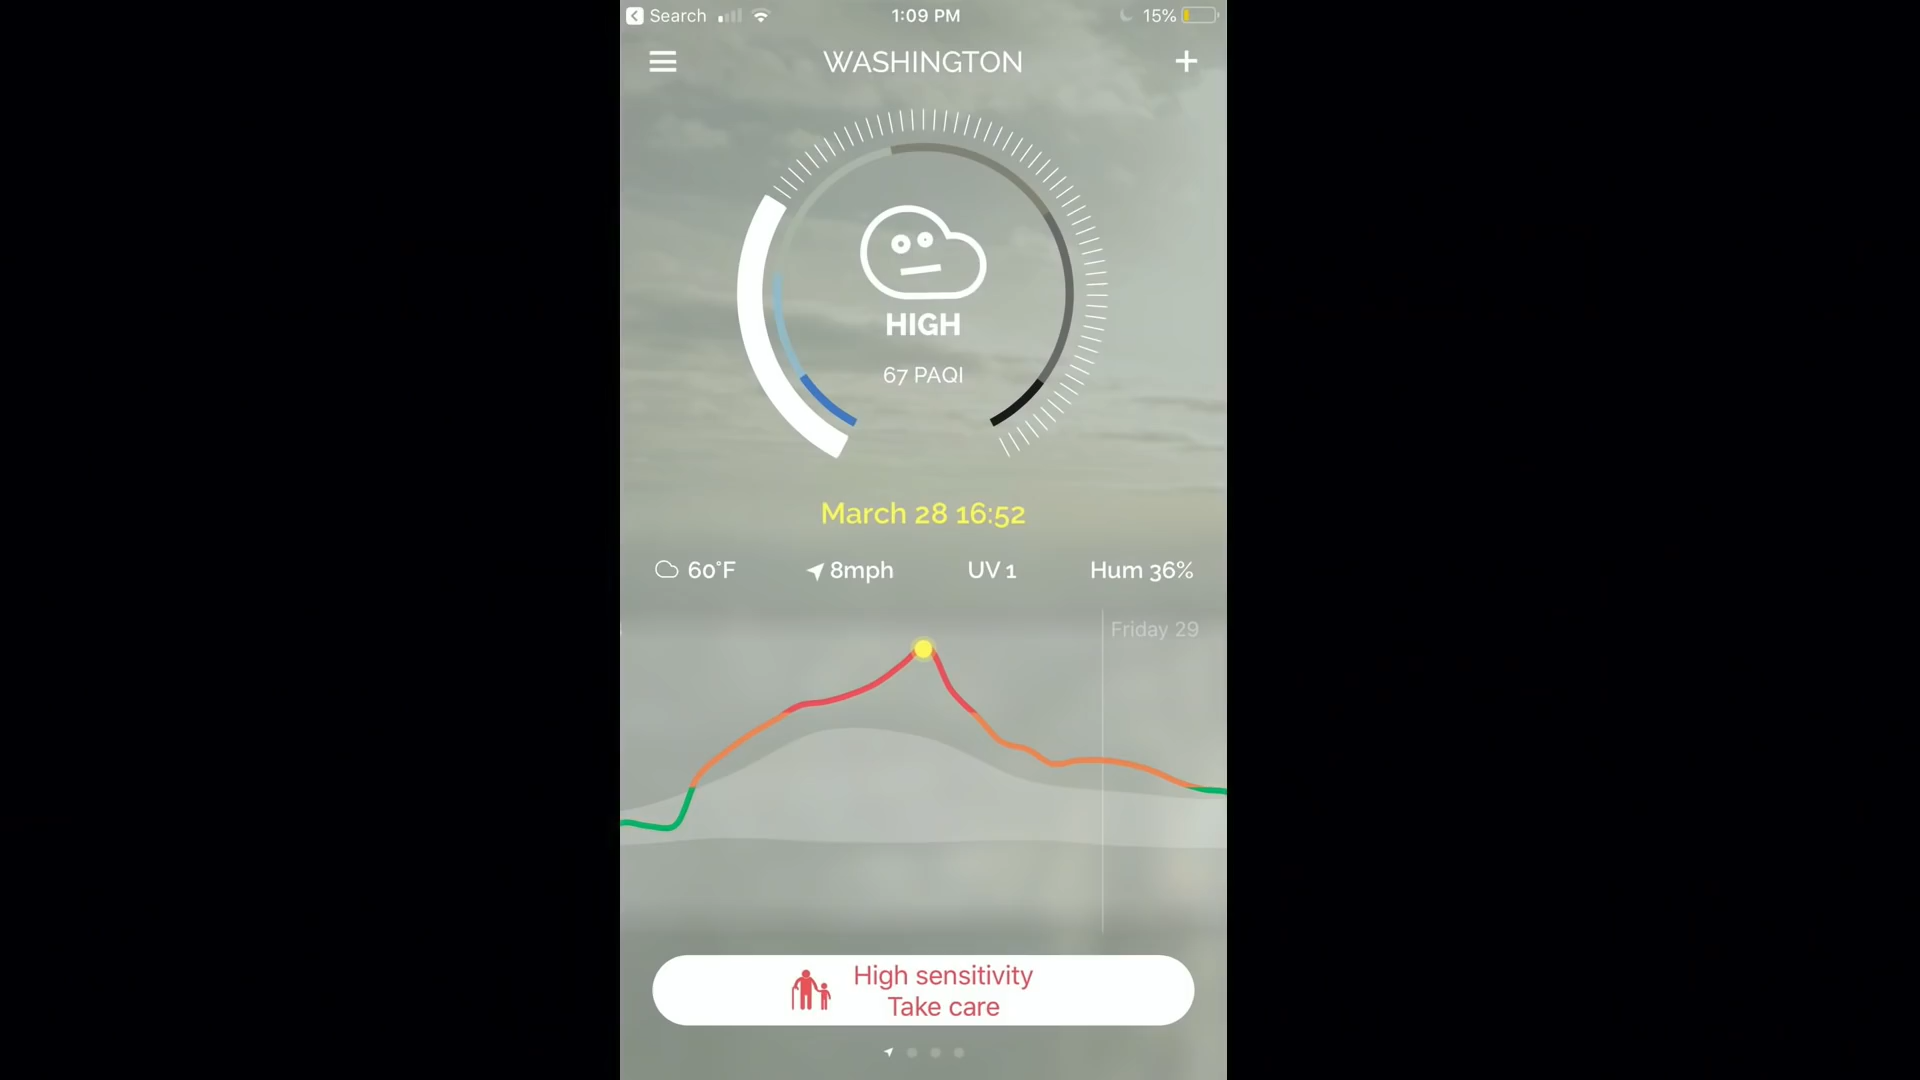 Search 1:09 PM 15%
WASHINGTON
HIGH
67 PAQI
March 28 16:52
60°F 8mph UV 1 Hum 36%
Friday 29
High sensitivity
Take care